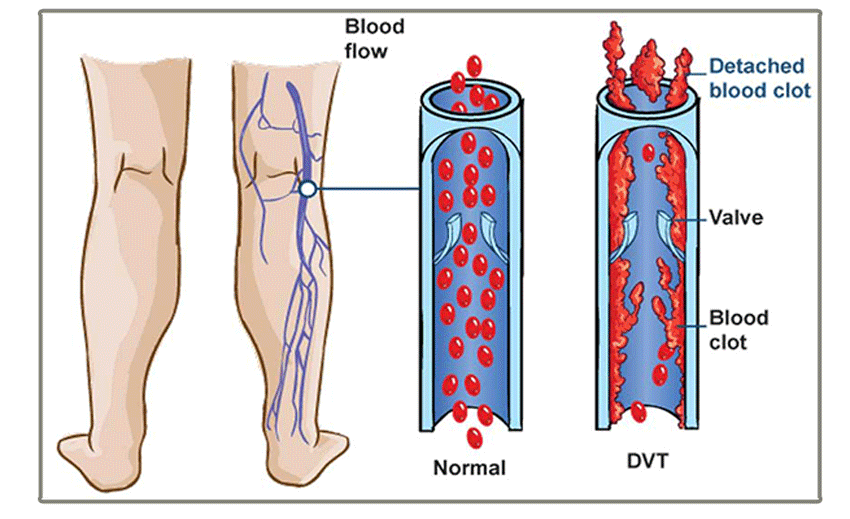 Blood
flow
Detached
blood clot
Valve
Blood
clot
Normal
DVT